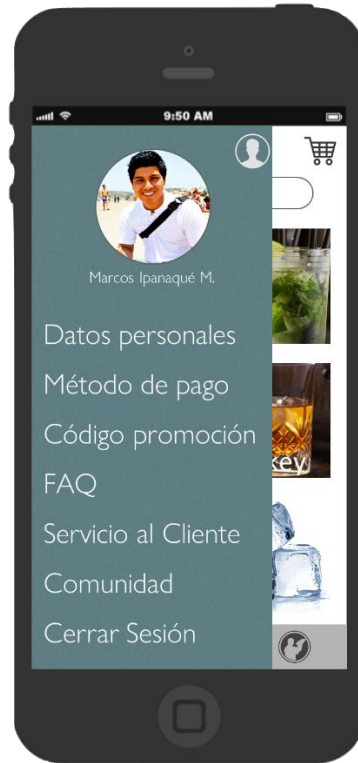 9:50 AM
Marcos Ipanaqué M.
Datos personales
Método de pago
Código promoción
key
FAQ
Servicio al Cliente
Comunidad
Cerrar Sesión